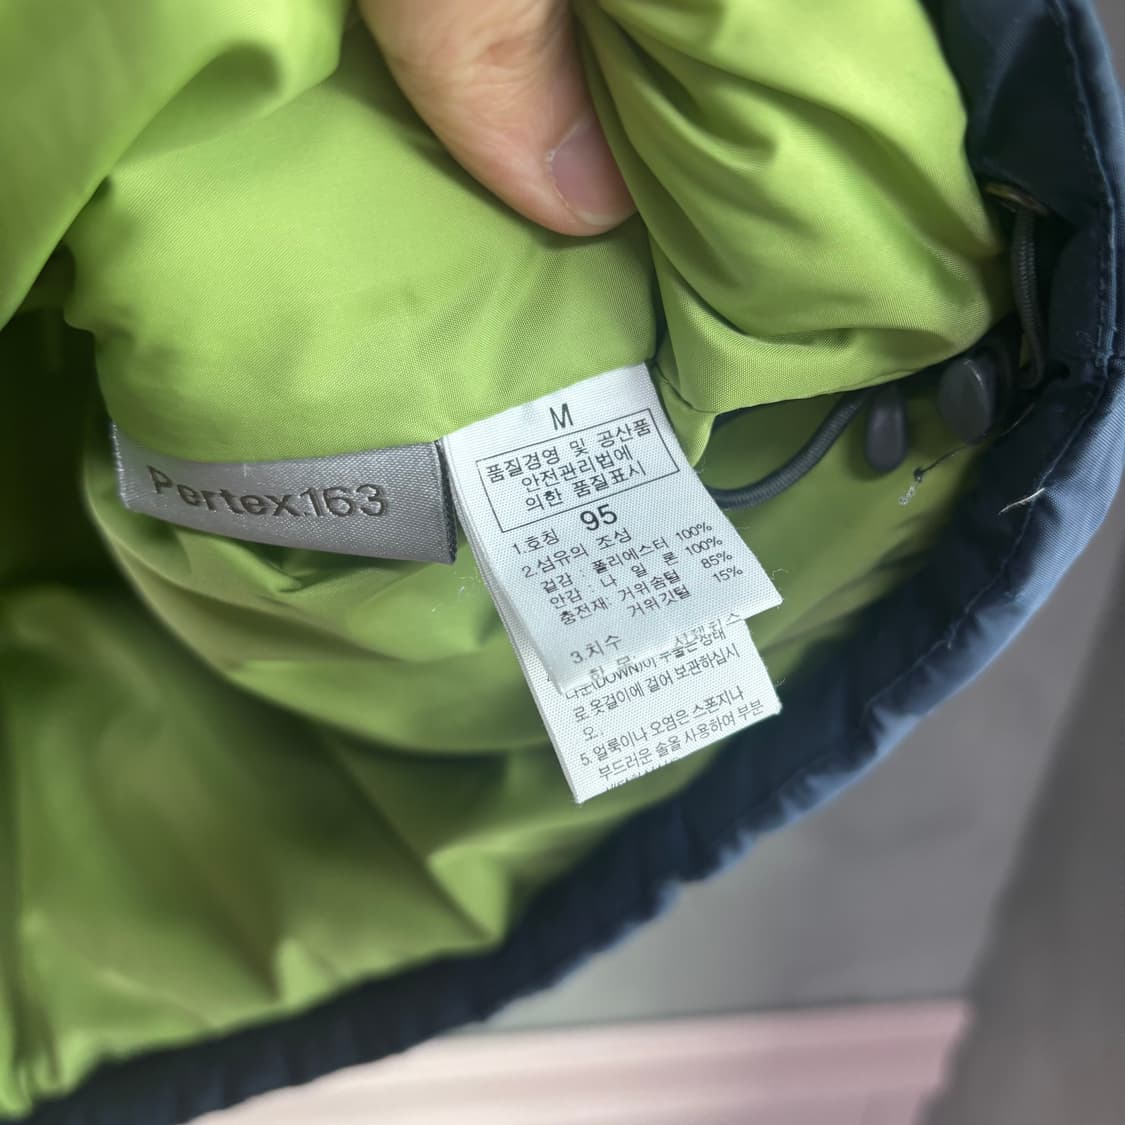 Pertex.163
M
품질경영 및 공산품
안전관리법에
의한 품질표시
1.호칭 95
2.섬유의 조성
겉감 : 폴리에스터 100%
안감 : 나 일 론 100%
충전재: 거위솜털 85%
거위깃털 15%
3.치수
로 옷걸이에 걸어 보관하십시
오.
5. 얼룩이나 오염은 스폰지나
부드러운 솔을 사용하여 부분